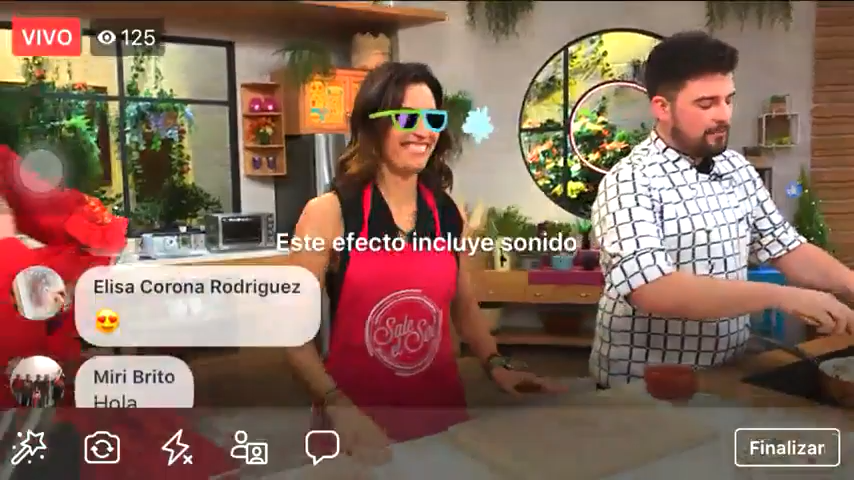 VIVO
125
Este efecto incluye sonido
Elisa Corona Rodriguez
😍
Sale
el Sol
Miri Brito
Hola
Finalizar